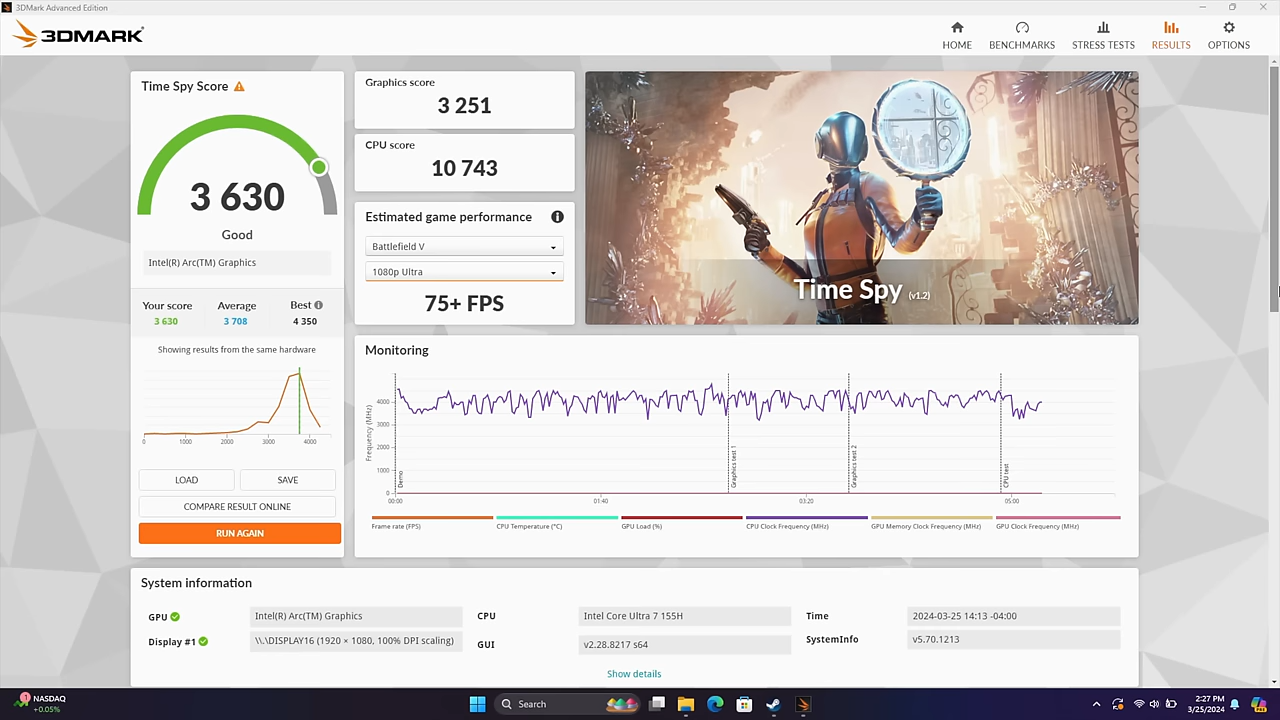 3DMark Advanced Edition
3DMARK
HOME
BENCHMARKS
STRESS TESTS
RESULTS
OPTIONS
Time Spy Score
3 630
Good
Intel(R) Arc(TM) Graphics
Your score
Average
Best
3 630
3 708
4 350
Showing results from the same hardware
0
1000
2000
3000
4000
LOAD
SAVE
COMPARE RESULT ONLINE
RUN AGAIN
Graphics score
3 251
CPU score
10 743
Estimated game performance
Battlefield V
1080p Ultra
75+ FPS
Time Spy (v1.2)
Monitoring
Frequency (MHz)
4000
3000
2000
1000
0
Demo
Graphics test 1
Graphics test 2
CPU test
00:00
01:40
03:20
05:00
Frame rate (FPS)
CPU Temperature (°C)
GPU Load (%)
CPU Clock Frequency (MHz)
GPU Memory Clock Frequency (MHz)
GPU Clock Frequency (MHz)
System information
GPU
Intel(R) Arc(TM) Graphics
CPU
Intel Core Ultra 7 155H
Time
2024-03-25 14:13 -04:00
Display #1
\\.\DISPLAY16 (1920 × 1080, 100% DPI scaling)
GUI
v2.28.8217 s64
SystemInfo
v5.70.1213
Show details
1
NASDAQ
+0.05%
Search
2:27 PM
3/25/2024